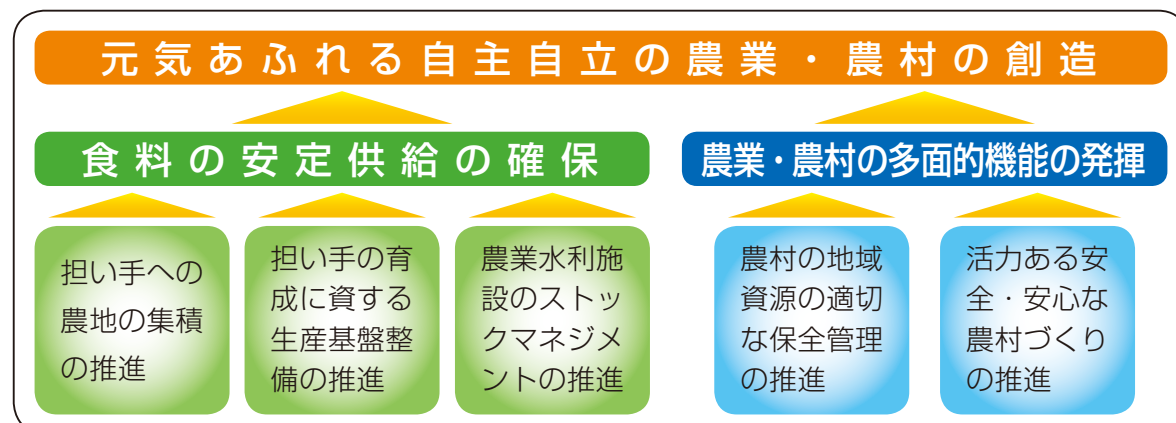 元気あふれる自主自立の農業・農村の創造
食料の安定供給の確保
農業・農村の多面的機能の発揮
担い手への
農地の集積
の推進
担い手の育
成に資する
生産基盤整
備の推進
農業水利施
設のストッ
クマネジメ
ントの推進
農村の地域
資源の適切
な保全管理
の推進
活力ある安
全・安心な
農村づくり
の推進